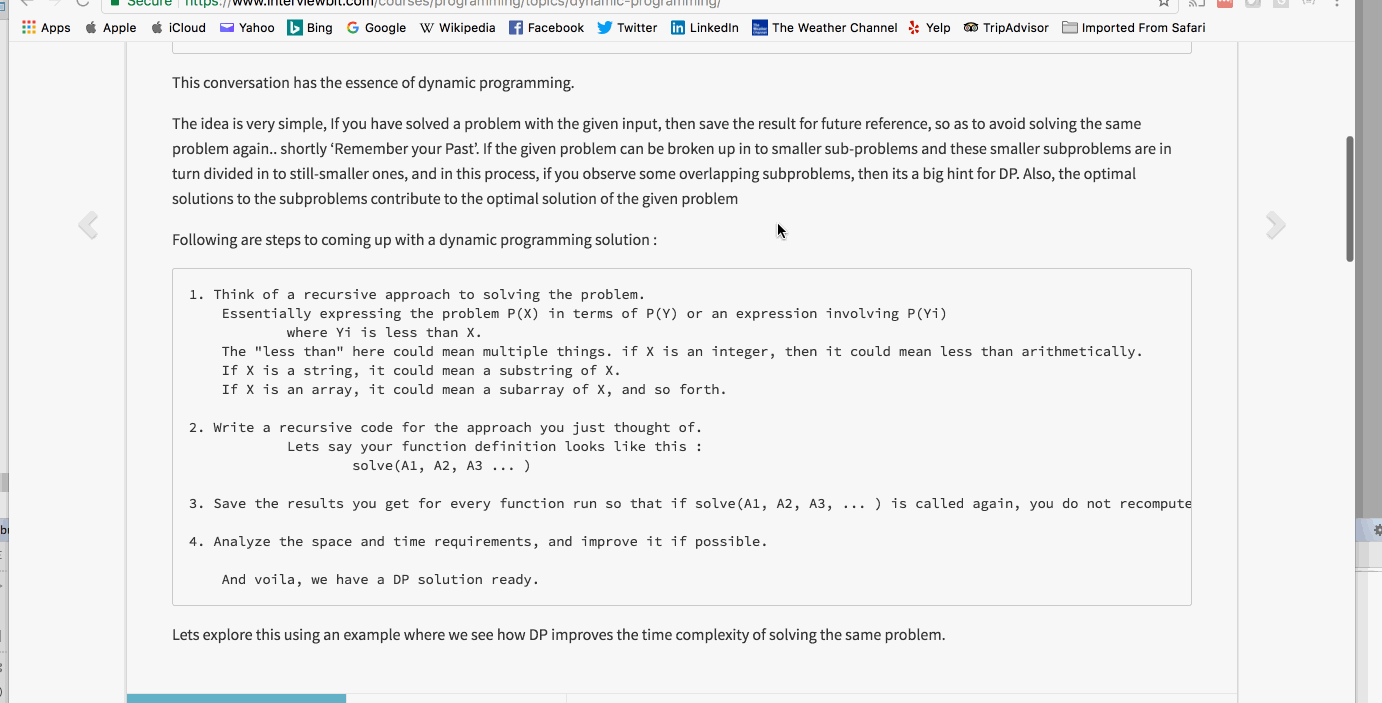 Secure https://www.interviewbit.com/courses/programming/topics/dynamic-programming/
Apps Apple iCloud Yahoo Bing Google Wikipedia Facebook Twitter LinkedIn The Weather Channel Yelp TripAdvisor Imported From Safari
This conversation has the essence of dynamic programming.
The idea is very simple, If you have solved a problem with the given input, then save the result for future reference, so as to avoid solving the same
problem again.. shortly ‘Remember your Past’. If the given problem can be broken up in to smaller sub-problems and these smaller subproblems are in
turn divided in to still-smaller ones, and in this process, if you observe some overlapping subproblems, then its a big hint for DP. Also, the optimal
solutions to the subproblems contribute to the optimal solution of the given problem
Following are steps to coming up with a dynamic programming solution :
1. Think of a recursive approach to solving the problem.
Essentially expressing the problem P(X) in terms of P(Y) or an expression involving P(Yi)
where Yi is less than X.
The "less than" here could mean multiple things. if X is an integer, then it could mean less than arithmetically.
If X is a string, it could mean a substring of X.
If X is an array, it could mean a subarray of X, and so forth.
2. Write a recursive code for the approach you just thought of.
Lets say your function definition looks like this :
solve(A1, A2, A3 ... )
3. Save the results you get for every function run so that if solve(A1, A2, A3, ... ) is called again, you do not recompute
4. Analyze the space and time requirements, and improve it if possible.
And voila, we have a DP solution ready.
Lets explore this using an example where we see how DP improves the time complexity of solving the same problem.